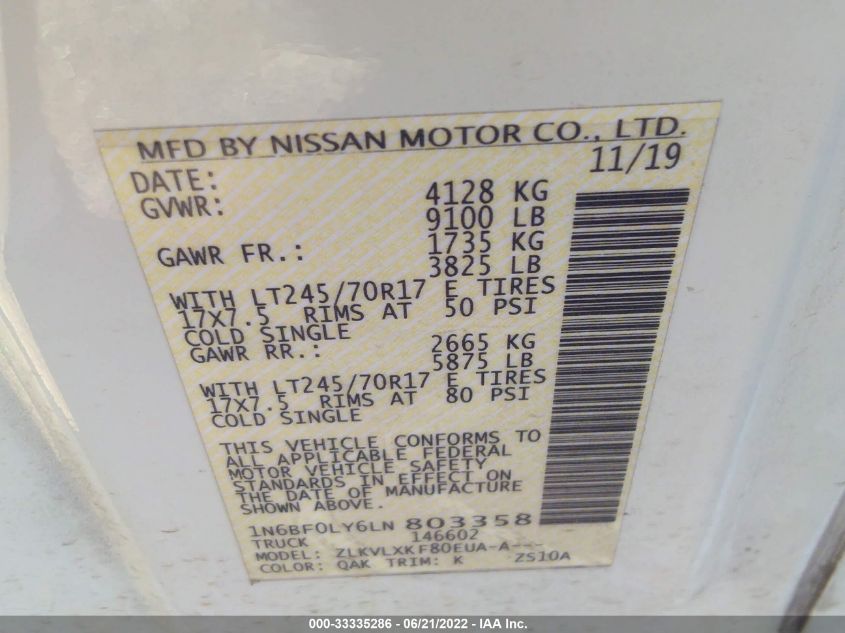 MFD BY NISSAN MOTOR CO., LTD.
DATE: 11/19
GVWR: 4128 KG
9100 LB
GAWR FR.: 1735 KG
3825 LB
WITH LT245/70R17 E TIRES
17X7.5 RIMS AT 50 PSI
COLD SINGLE
GAWR RR.: 2665 KG
5875 LB
WITH LT245/70R17 E TIRES
17X7.5 RIMS AT 80 PSI
COLD SINGLE
THIS VEHICLE CONFORMS TO
ALL APPLICABLE FEDERAL
MOTOR VEHICLE SAFETY
STANDARDS IN EFFECT ON
THE DATE OF MANUFACTURE
SHOWN ABOVE.
1N6BF0LY6LN 803358
TRUCK 146602
MODEL: ZLKVLXKF80EUA-A---
COLOR: QAK TRIM: K ZS10A
000-33335286 - 06/21/2022 - IAA Inc.